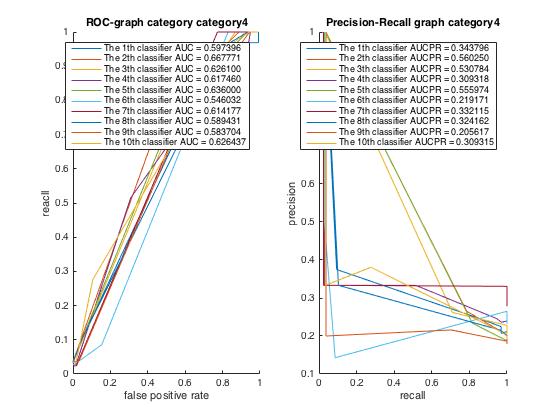 ROC-graph category category4
1
0.9
0.8
0.7
0.6
0.5
0.4
0.3
0.2
0.1
0
reacll
The 1th classifier AUC = 0.597396
The 2th classifier AUC = 0.667771
The 3th classifier AUC = 0.626100
The 4th classifier AUC = 0.617460
The 5th classifier AUC = 0.636000
The 6th classifier AUC = 0.546032
The 7th classifier AUC = 0.614177
The 8th classifier AUC = 0.589431
The 9th classifier AUC = 0.583704
The 10th classifier AUC = 0.626437
0 0.2 0.4 0.6 0.8 1
false positive rate
Precision-Recall graph category4
1
0.6
0.5
0.4
0.3
0.2
0.1
precision
The 1th classifier AUCPR = 0.343796
The 2th classifier AUCPR = 0.560250
The 3th classifier AUCPR = 0.530784
The 4th classifier AUCPR = 0.309318
The 5th classifier AUCPR = 0.555974
The 6th classifier AUCPR = 0.219171
The 7th classifier AUCPR = 0.332115
The 8th classifier AUCPR = 0.324162
The 9th classifier AUCPR = 0.205617
The 10th classifier AUCPR = 0.309315
0 0.2 0.4 0.6 0.8 1
recall